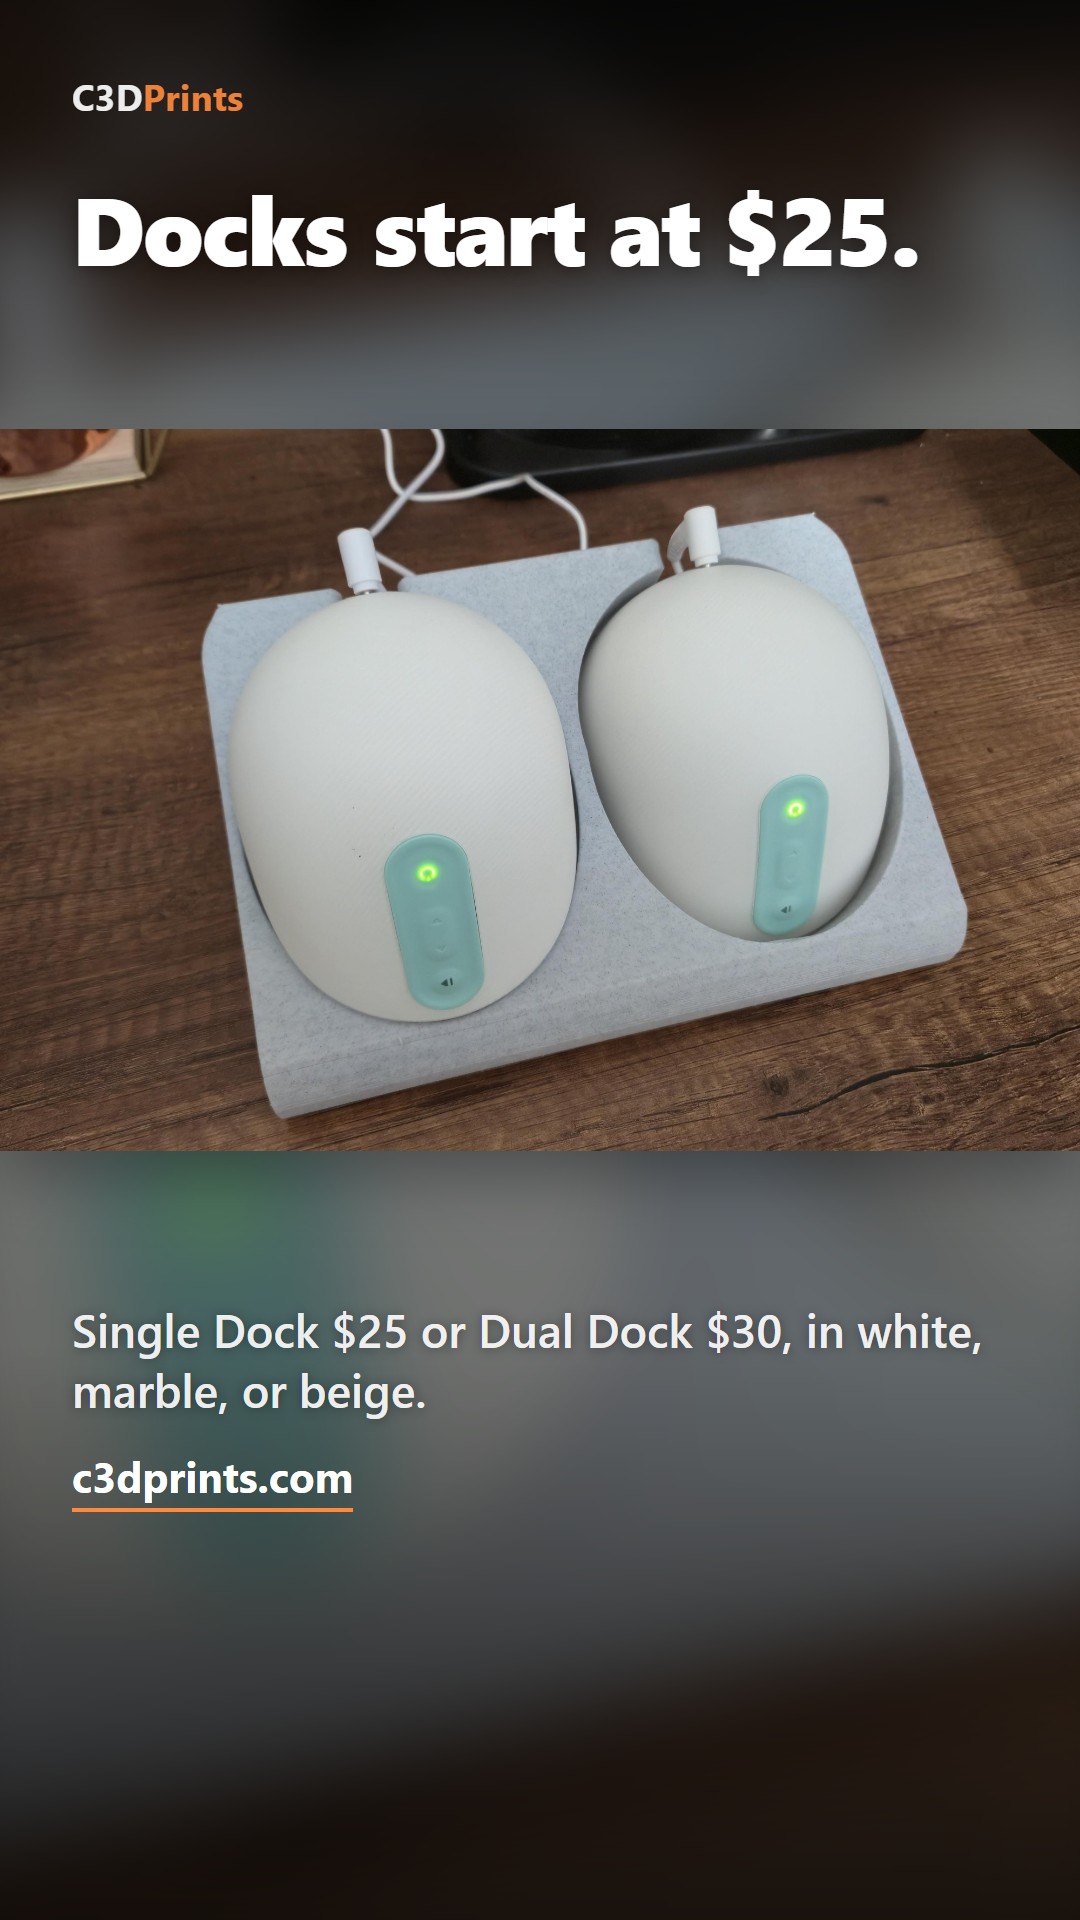 C3DPrints
Docks start at $25.
Single Dock $25 or Dual Dock $30, in white,
marble, or beige.
c3dprints.com